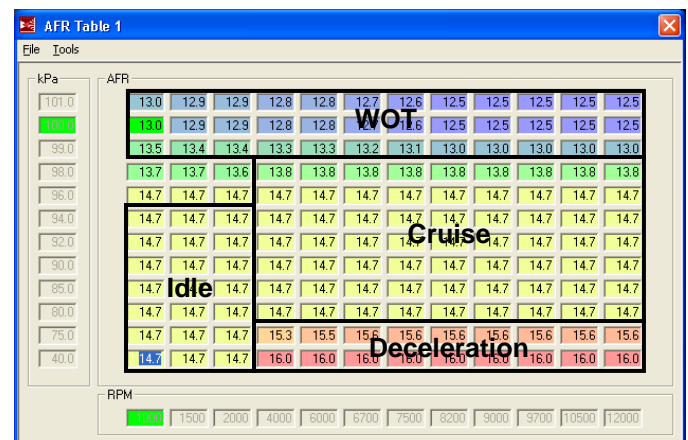 AFR Table 1
File Tools
kPa AFR
101.0 13.0 12.9 12.9 12.8 12.8 12.7 12.6 12.5 12.5 12.5 12.5 12.5
100.0 13.0 12.9 12.9 12.8 12.8 12.6 12.5 12.5 12.5 12.5 12.5
WOT
99.0 13.5 13.4 13.4 13.3 13.3 13.2 13.1 13.0 13.0 13.0 13.0 13.0
98.0 13.7 13.7 13.6 13.8 13.8 13.8 13.8 13.8 13.8 13.8 13.8 13.8
96.0 14.7 14.7 14.7 14.7 14.7 14.7 14.7 14.7 14.7 14.7 14.7 14.7
94.0 14.7 14.7 14.7 14.7 14.7 14.7 14.7 14.7 14.7 14.7 14.7 14.7
Cruise
92.0 14.7 14.7 14.7 14.7 14.7 14.7 14.7 14.7 14.7 14.7 14.7
90.0 14.7 14.7 14.7 14.7 14.7 14.7 14.7 14.7 14.7 14.7 14.7 14.7
Idle
85.0 14.7 14.7 14.7 14.7 14.7 14.7 14.7 14.7 14.7 14.7 14.7
80.0 14.7 14.7 14.7 14.7 14.7 14.7 14.7 14.7 14.7 14.7 14.7 14.7
75.0 14.7 14.7 14.7 15.3 15.5 15.6 15.6 15.6 15.6 15.6 15.6 15.6
Deceleration
40.0 14.7 14.7 14.7 16.0 16.0 16.0 16.0 16.0 16.0 16.0 16.0 16.0
RPM
1000 1500 2000 4000 6000 6700 7500 8200 9000 9700 10500 12000